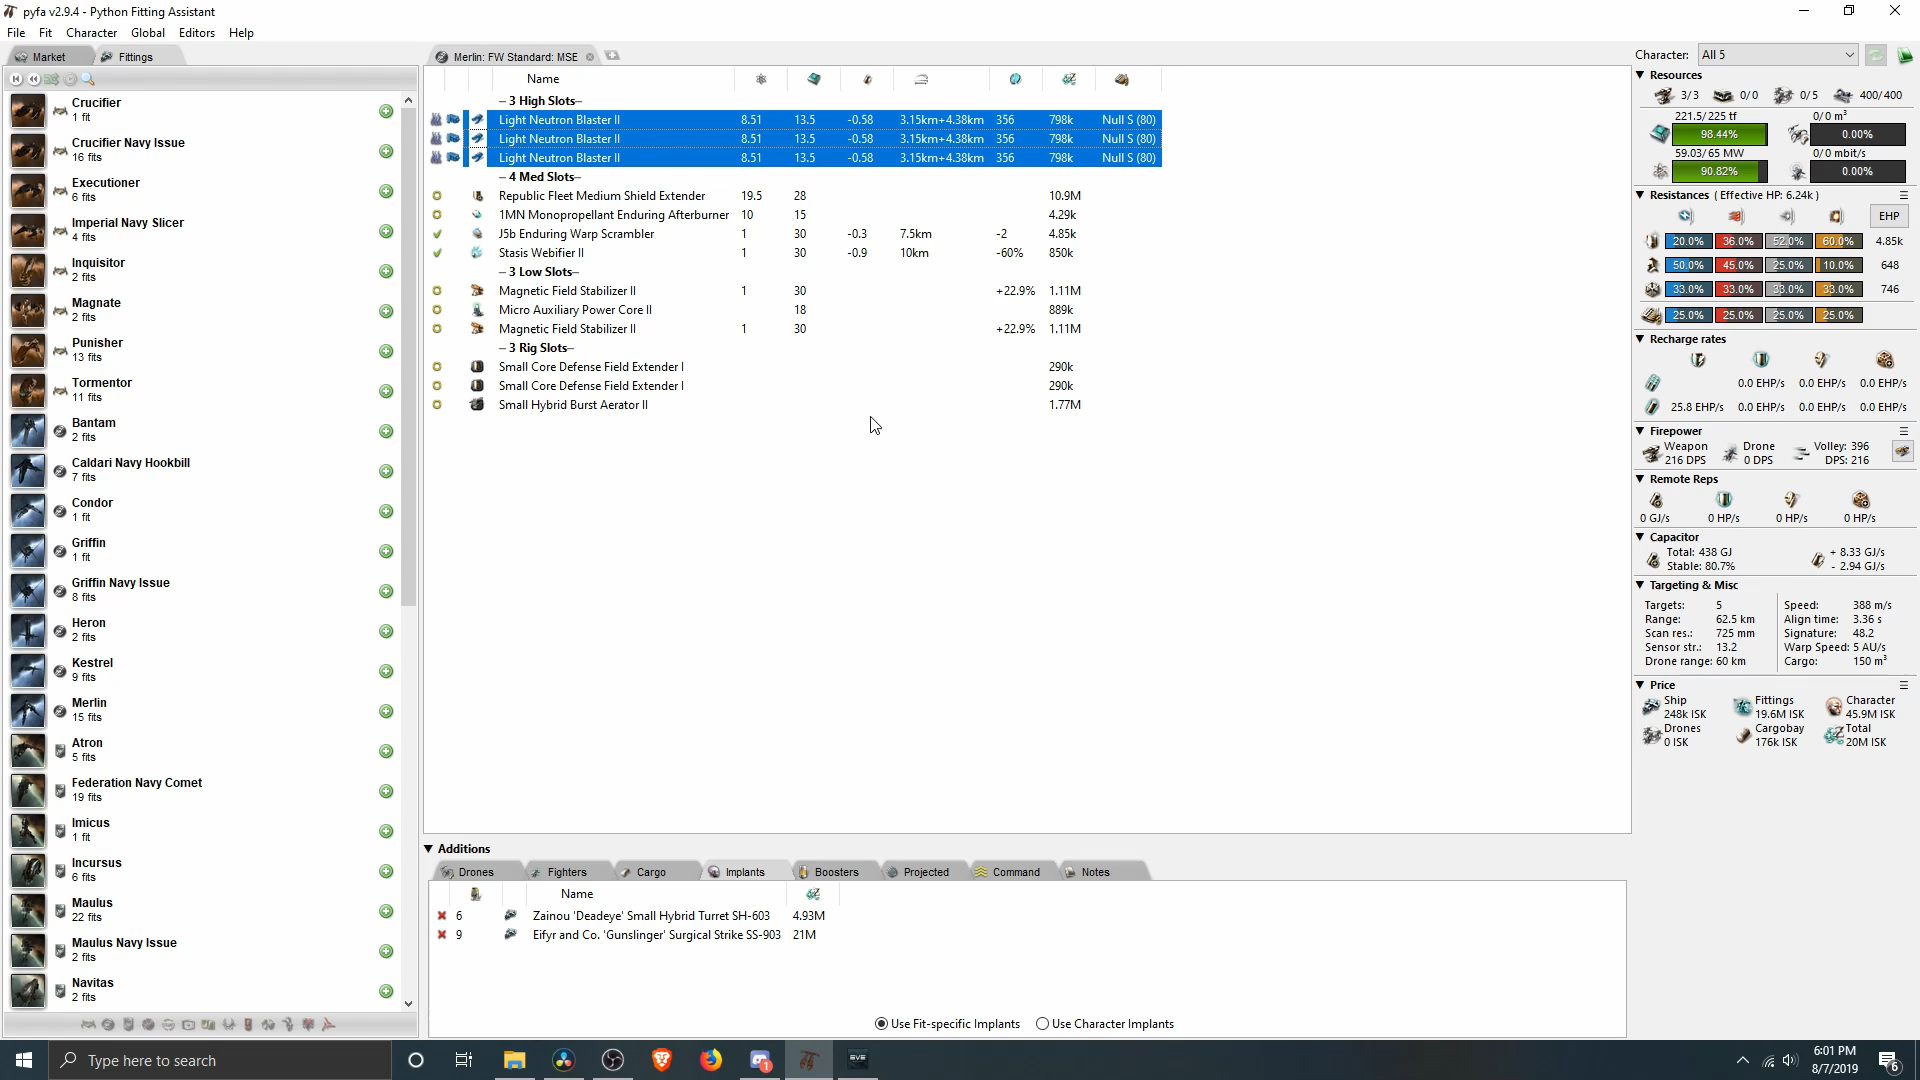 pyfa v2.9.4 - Python Fitting Assistant
File Fit Character Global Editors Help
Market Fittings
Crucifier
1 fit
Crucifier Navy Issue
16 fits
Executioner
6 fits
Imperial Navy Slicer
4 fits
Inquisitor
2 fits
Magnate
2 fits
Punisher
13 fits
Tormentor
11 fits
Bantam
2 fits
Caldari Navy Hookbill
7 fits
Condor
1 fit
Griffin
1 fit
Griffin Navy Issue
8 fits
Heron
2 fits
Kestrel
9 fits
Merlin
15 fits
Atron
5 fits
Federation Navy Comet
19 fits
Imicus
1 fit
Incursus
6 fits
Maulus
22 fits
Maulus Navy Issue
2 fits
Navitas
2 fits
Merlin: FW Standard: MSE
Name
– 3 High Slots–
Light Neutron Blaster II 8.51 13.5 -0.58 3.15km+4.38km 356 798k Null S (80)
Light Neutron Blaster II 8.51 13.5 -0.58 3.15km+4.38km 356 798k Null S (80)
Light Neutron Blaster II 8.51 13.5 -0.58 3.15km+4.38km 356 798k Null S (80)
– 4 Med Slots–
Republic Fleet Medium Shield Extender 19.5 28 10.9M
1MN Monopropellant Enduring Afterburner 10 15 4.29k
J5b Enduring Warp Scrambler 1 30 -0.3 7.5km -2 4.85k
Stasis Webifier II 1 30 -0.9 10km -60% 850k
– 3 Low Slots–
Magnetic Field Stabilizer II 1 30 +22.9% 1.11M
Micro Auxiliary Power Core II 18 889k
Magnetic Field Stabilizer II 1 30 +22.9% 1.11M
– 3 Rig Slots–
Small Core Defense Field Extender I 290k
Small Core Defense Field Extender I 290k
Small Hybrid Burst Aerator II 1.77M
Additions
Drones Fighters Cargo Implants Boosters Projected Command Notes
Name
6 Zainou 'Deadeye' Small Hybrid Turret SH-603 4.93M
9 Eifyr and Co. 'Gunslinger' Surgical Strike SS-903 21M
Use Fit-specific Implants Use Character Implants
Character: All 5
Resources
3/3 0/0 0/5 400/400
221.5/225 tf 0/0 m³
98.44% 0.00%
59.03/65 MW 0/0 mbit/s
90.82% 0.00%
Resistances (Effective HP: 6.24k)
EHP
20.0% 36.0% 52.0% 60.0% 4.85k
50.0% 45.0% 25.0% 10.0% 648
33.0% 33.0% 33.0% 33.0% 746
25.0% 25.0% 25.0% 25.0%
Recharge rates
0.0 EHP/s 0.0 EHP/s 0.0 EHP/s
25.8 EHP/s 0.0 EHP/s 0.0 EHP/s 0.0 EHP/s
Firepower
Weapon Drone Volley: 396
216 DPS 0 DPS DPS: 216
Remote Reps
0 GJ/s 0 HP/s 0 HP/s 0 HP/s
Capacitor
Total: 438 GJ + 8.33 GJ/s
Stable: 80.7% - 2.94 GJ/s
Targeting & Misc
Targets: 5 Speed: 388 m/s
Range: 62.5 km Align time: 3.36 s
Scan res.: 725 mm Signature: 48.2
Sensor str.: 13.2 Warp Speed: 5 AU/s
Drone range: 60 km Cargo: 150 m³
Price
Ship Fittings Character
248k ISK 19.6M ISK 45.9M ISK
Drones Cargobay Total
0 ISK 176k ISK 20M ISK
Type here to search
1
EVE
6:01 PM
8/7/2019
6